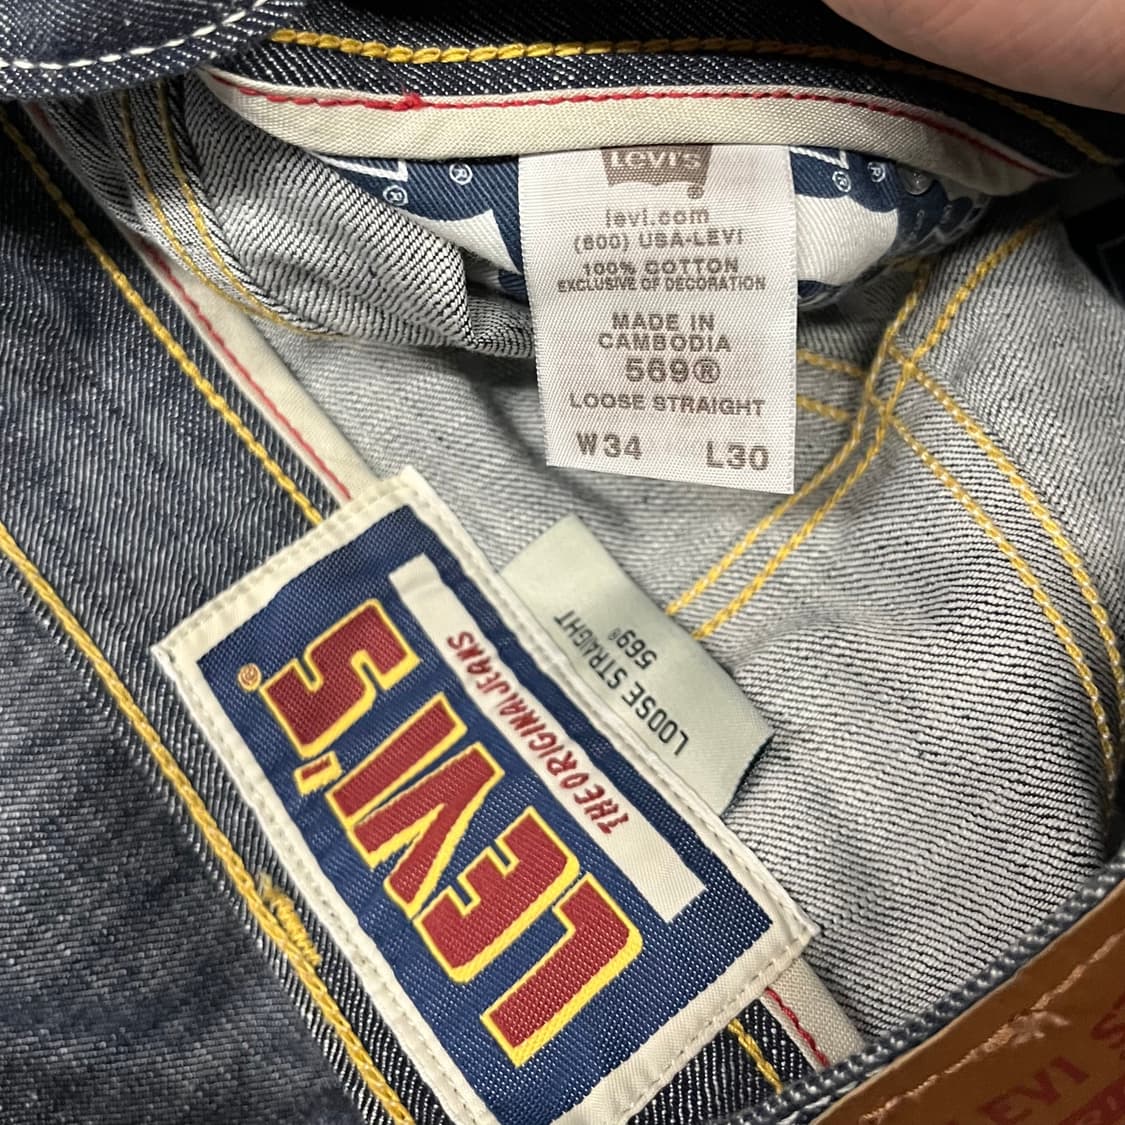 Levi's
levi.com
(800) USA-LEVI
100% COTTON
EXCLUSIVE OF DECORATION
MADE IN
CAMBODIA
569®
LOOSE STRAIGHT
W34 L30
LEVI'S®
THE ORIGINAL JEANS
LOOSE STRAIGHT
569®
®
®
®
®
LEVI S